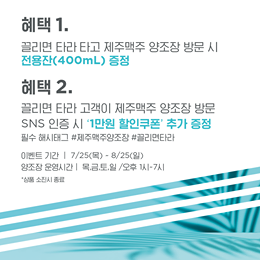 혜택 1.
끌리면 타라 타고 제주맥주 양조장 방문 시
전용잔(400mL) 증정
혜택 2.
끌리면 타라 고객이 제주맥주 양조장 방문
SNS 인증 시 '1만원 할인쿠폰' 추가 증정
필수 해시태그 #제주맥주양조장 #끌리면타라
이벤트 기간 | 7/25(목) - 8/25(일)
양조장 운영시간 | 목,금,토,일 /오후 1시-7시
*상품 소진시 종료